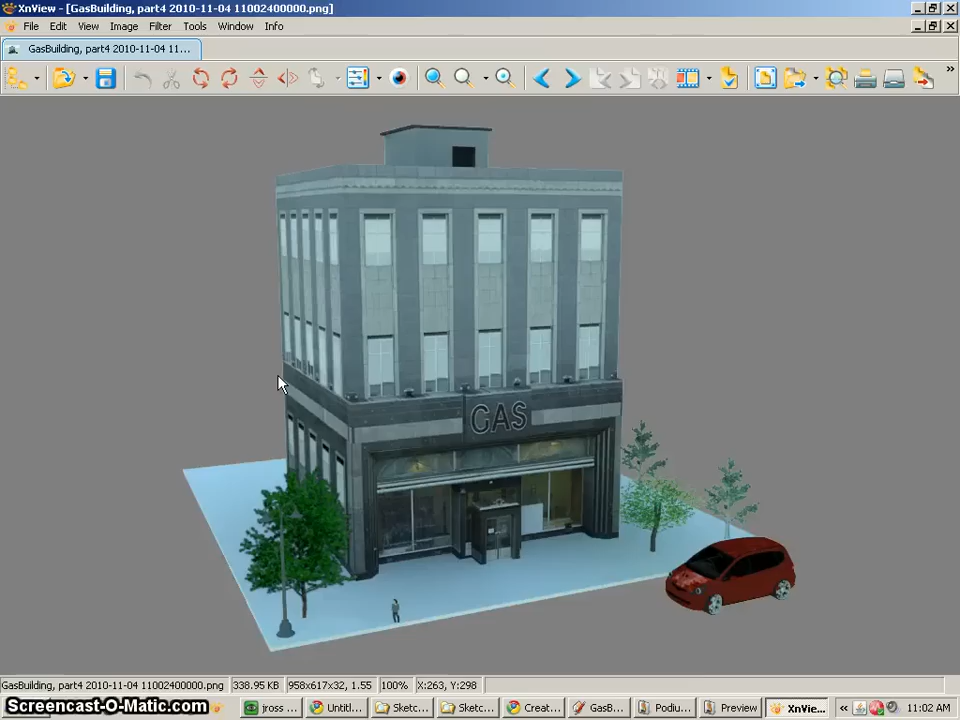 XnView - [GasBuilding, part4 2010-11-04 11002400000.png]
File Edit View Image Filter Tools Window Info
GasBuilding, part4 2010-11-04 11...
GAS
GasBuilding, part4 2010-11-04 11002400000.png 338.95 KB 958x617x32, 1.55 100% X:263, Y:298
Screencast-O-Matic.com jross ... Untitl... Sketc... Sketc... Creat... GasB... Podiu... Preview XnVie... 11:02 AM